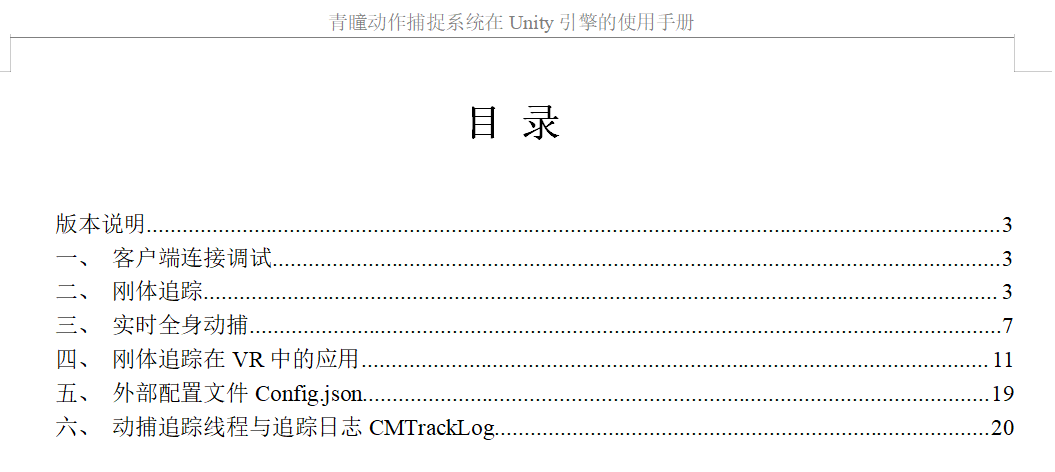 青瞳动作捕捉系统在 Unity 引擎的使用手册
目 录
版本说明........................................................................................................3
一、 客户端连接调试........................................................................................................3
二、 刚体追踪........................................................................................................3
三、 实时全身动捕........................................................................................................7
四、 刚体追踪在 VR 中的应用........................................................................................................11
五、 外部配置文件 Config.json........................................................................................................19
六、 动捕追踪线程与追踪日志 CMTrackLog........................................................................................................20